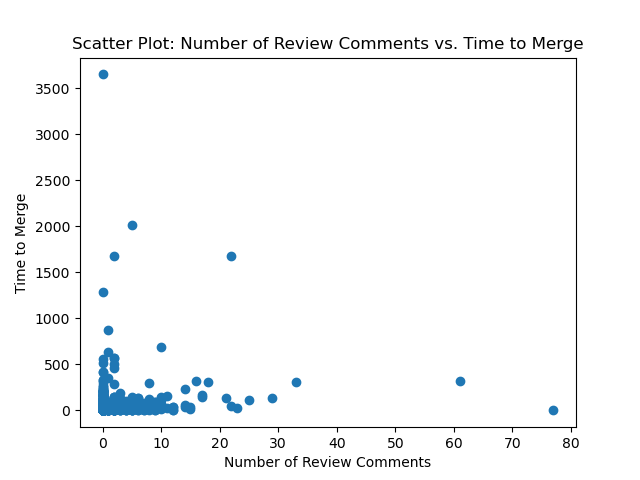 Scatter Plot: Number of Review Comments vs. Time to Merge
3500
3000
2500
2000
1500
1000
500
0
Time to Merge
0 10 20 30 40 50 60 70 80
Number of Review Comments